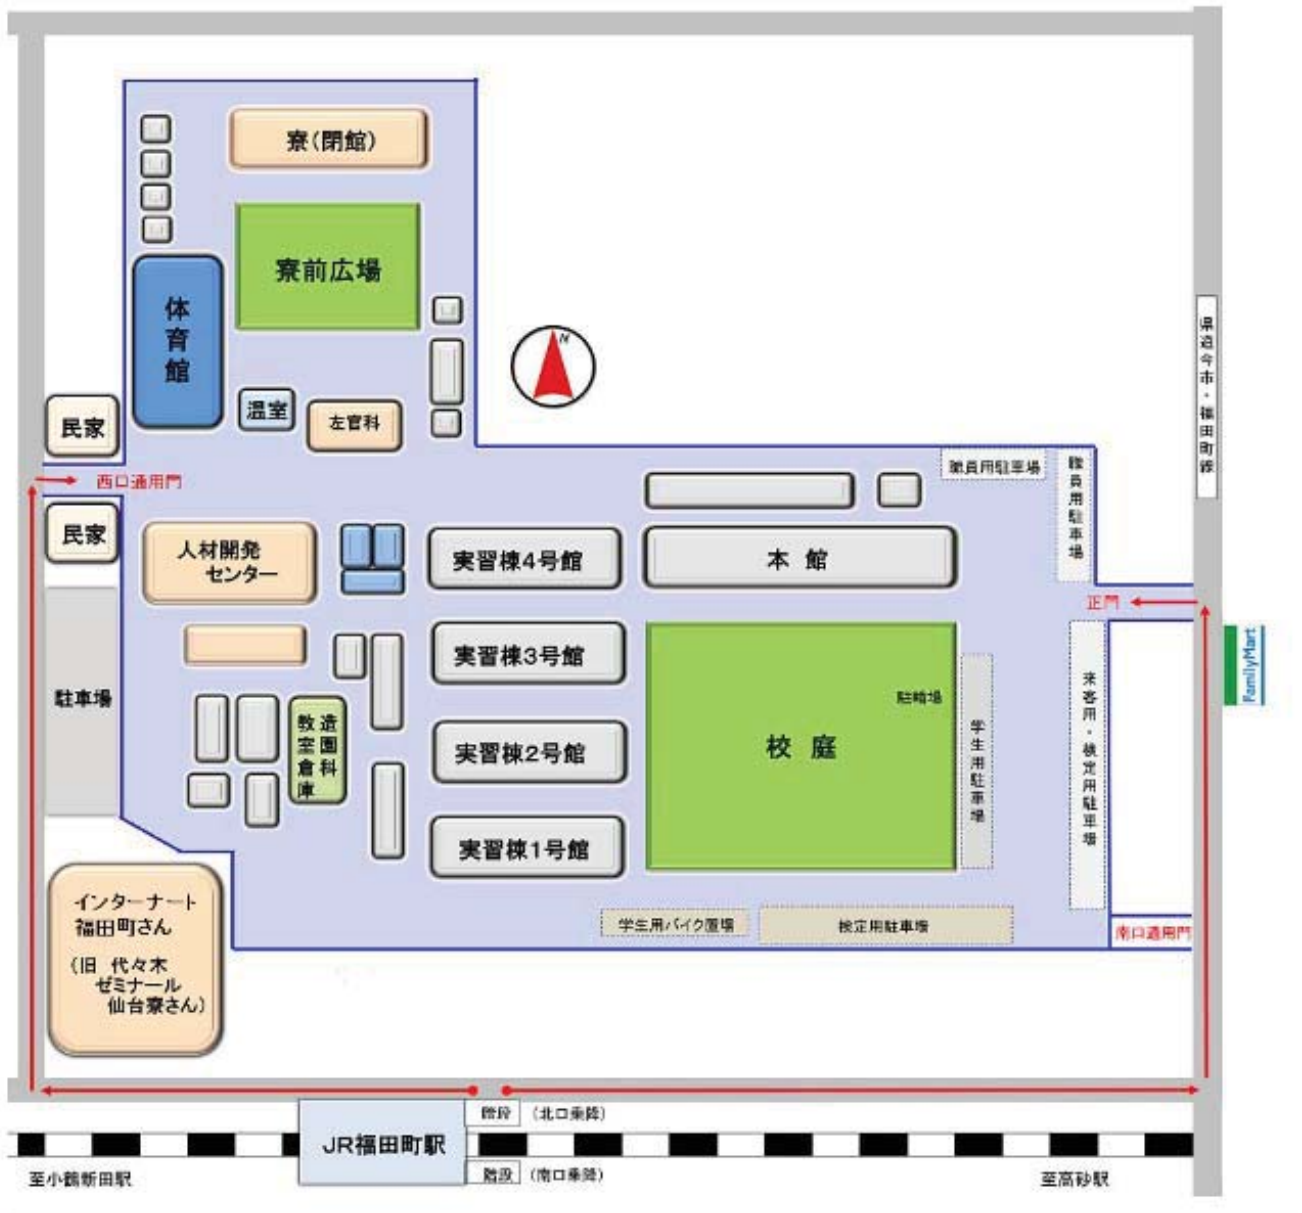 寮(閉館)
寮前広場
体育館
N
県道今市・福田町線
温室
左官科
民家
西口通用門
民家
職員用駐車場
職員用駐車場
人材開発
センター
実習棟4号館
本館
正門
FamilyMart
実習棟3号館
駐車場
駐輪場
来客用・検定用駐車場
造園科
教室倉庫
実習棟2号館
校庭
学生用駐車場
実習棟1号館
インターナート
福田町さん
(旧 代々木
ゼミナール
仙台寮さん)
学生用バイク置場
検定用駐車場
南口通用門
階段
(北口乗降)
JR福田町駅
階段
(南口乗降)
至小鶴新田駅
至高砂駅